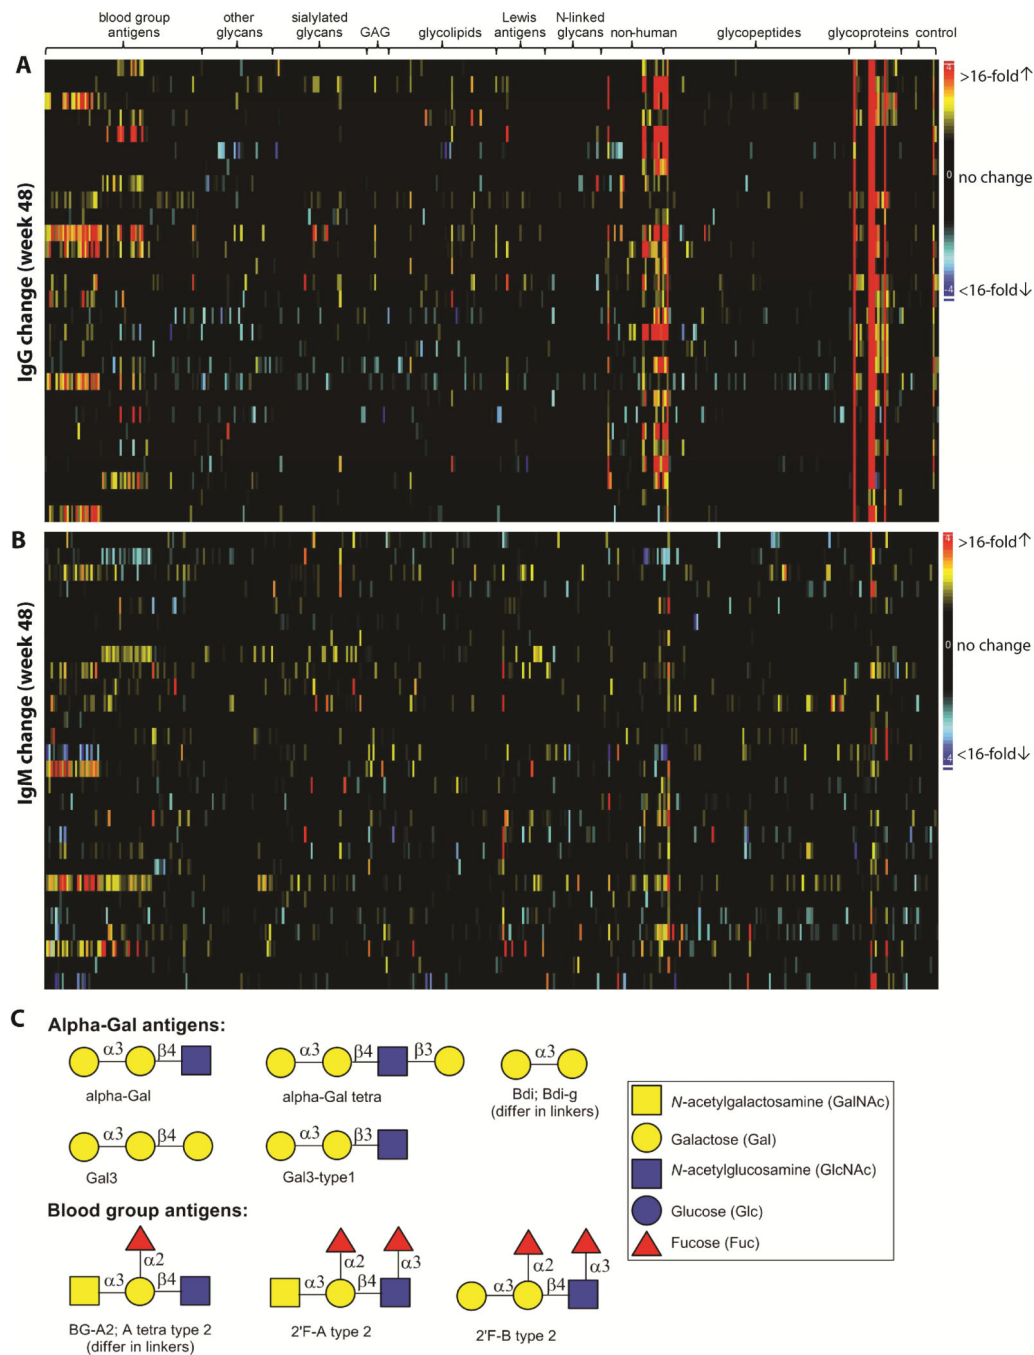 blood group antigens
other glycans
sialylated glycans
GAG
glycolipids
Lewis antigens
N-linked glycans
non-human
glycopeptides
glycoproteins
control
A
IgG change (week 48)
4
>16-fold↑
0
no change
-4
<16-fold↓
B
IgM change (week 48)
4
>16-fold↑
0
no change
-4
<16-fold↓
C
Alpha-Gal antigens:
α3 β4
alpha-Gal
α3 β4 β3
alpha-Gal tetra
α3
Bdi; Bdi-g
(differ in linkers)
α3 β4
Gal3
α3 β3
Gal3-type1
Blood group antigens:
α2
α3 β4
BG-A2; A tetra type 2
(differ in linkers)
α2 α3
α3 β4
2'F-A type 2
α2 α3
α3 β4
2'F-B type 2
N-acetylgalactosamine (GalNAc)
Galactose (Gal)
N-acetylglucosamine (GlcNAc)
Glucose (Glc)
Fucose (Fuc)